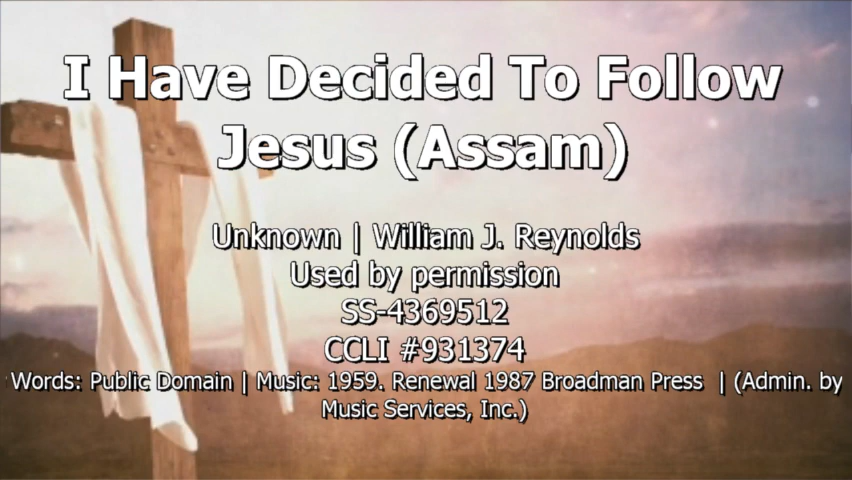 I Have Decided To Follow
Jesus (Assam)
Unknown | William J. Reynolds
Used by permission
SS-4369512
CCLI #931374
Words: Public Domain | Music: 1959. Renewal 1987 Broadman Press | (Admin. by
Music Services, Inc.)